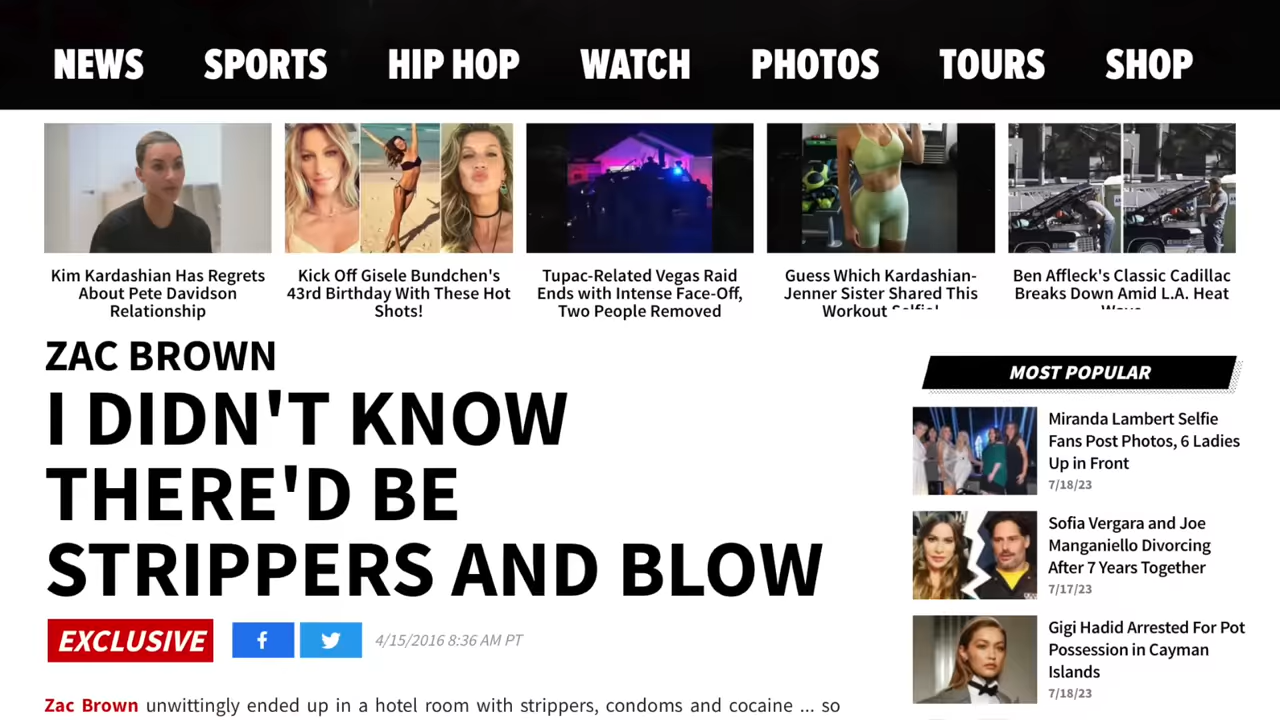 NEWS SPORTS HIP HOP WATCH PHOTOS TOURS SHOP
Kim Kardashian Has Regrets
About Pete Davidson
Relationship
Kick Off Gisele Bundchen's
43rd Birthday With These Hot
Shots!
Tupac-Related Vegas Raid
Ends with Intense Face-Off,
Two People Removed
Guess Which Kardashian-
Jenner Sister Shared This
Workout Selfie!
Ben Affleck's Classic Cadillac
Breaks Down Amid L.A. Heat
Wave
ZAC BROWN
I DIDN'T KNOW
THERE'D BE
STRIPPERS AND BLOW
EXCLUSIVE
4/15/2016 8:36 AM PT
Zac Brown unwittingly ended up in a hotel room with strippers, condoms and cocaine ... so
MOST POPULAR
Miranda Lambert Selfie
Fans Post Photos, 6 Ladies
Up in Front
7/18/23
Sofia Vergara and Joe
Manganiello Divorcing
After 7 Years Together
7/17/23
Gigi Hadid Arrested For Pot
Possession in Cayman
Islands
7/18/23